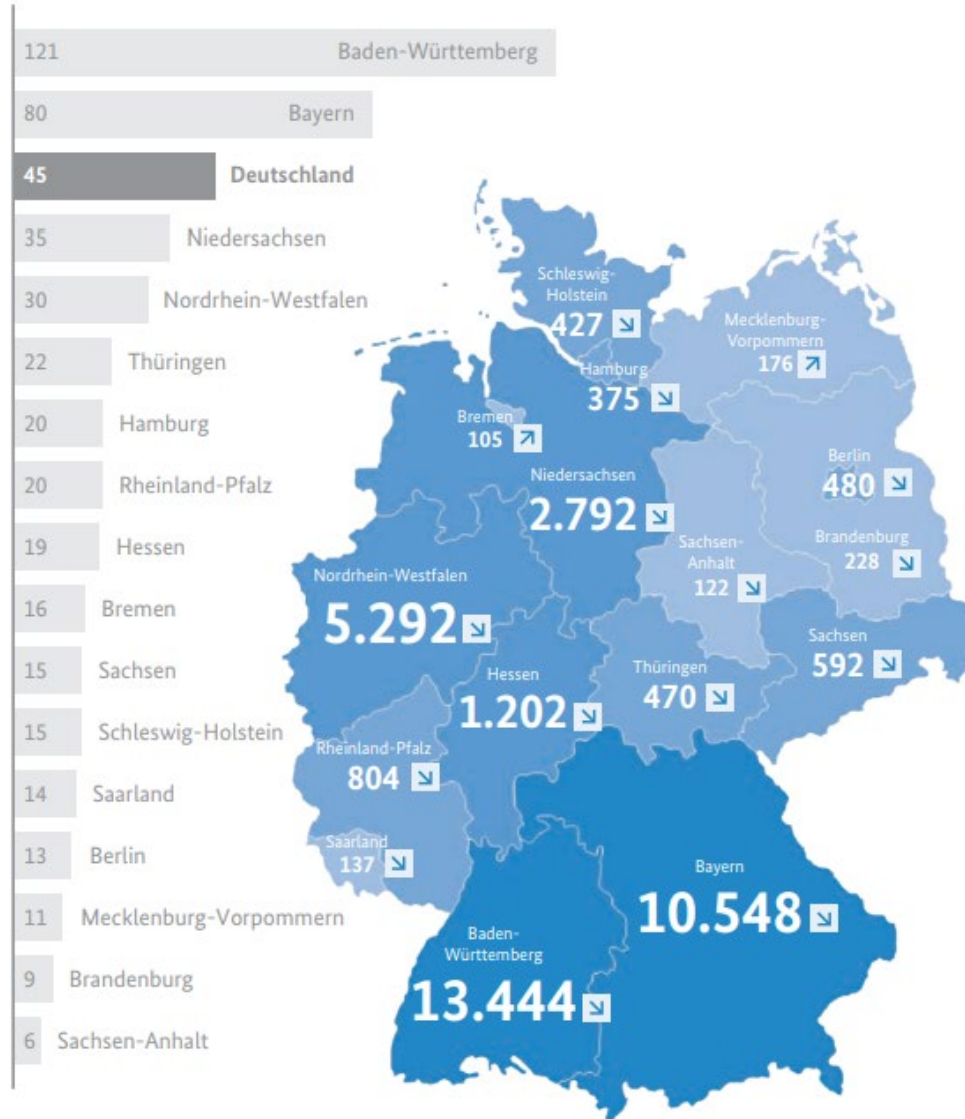 121 Baden-Württemberg
80 Bayern
45 Deutschland
35 Niedersachsen
30 Nordrhein-Westfalen
22 Thüringen
20 Hamburg
20 Rheinland-Pfalz
19 Hessen
16 Bremen
15 Sachsen
15 Schleswig-Holstein
14 Saarland
13 Berlin
11 Mecklenburg-Vorpommern
9 Brandenburg
6 Sachsen-Anhalt
Schleswig-
Holstein
427
Mecklenburg-
Vorpommern
176
Hamburg
375
Bremen
105
Berlin
480
Niedersachsen
2.792
Brandenburg
228
Sachsen-
Anhalt
122
Nordrhein-Westfalen
5.292
Sachsen
592
Thüringen
470
Hessen
1.202
Rheinland-Pfalz
804
Saarland
137
Bayern
10.548
Baden-
Württemberg
13.444